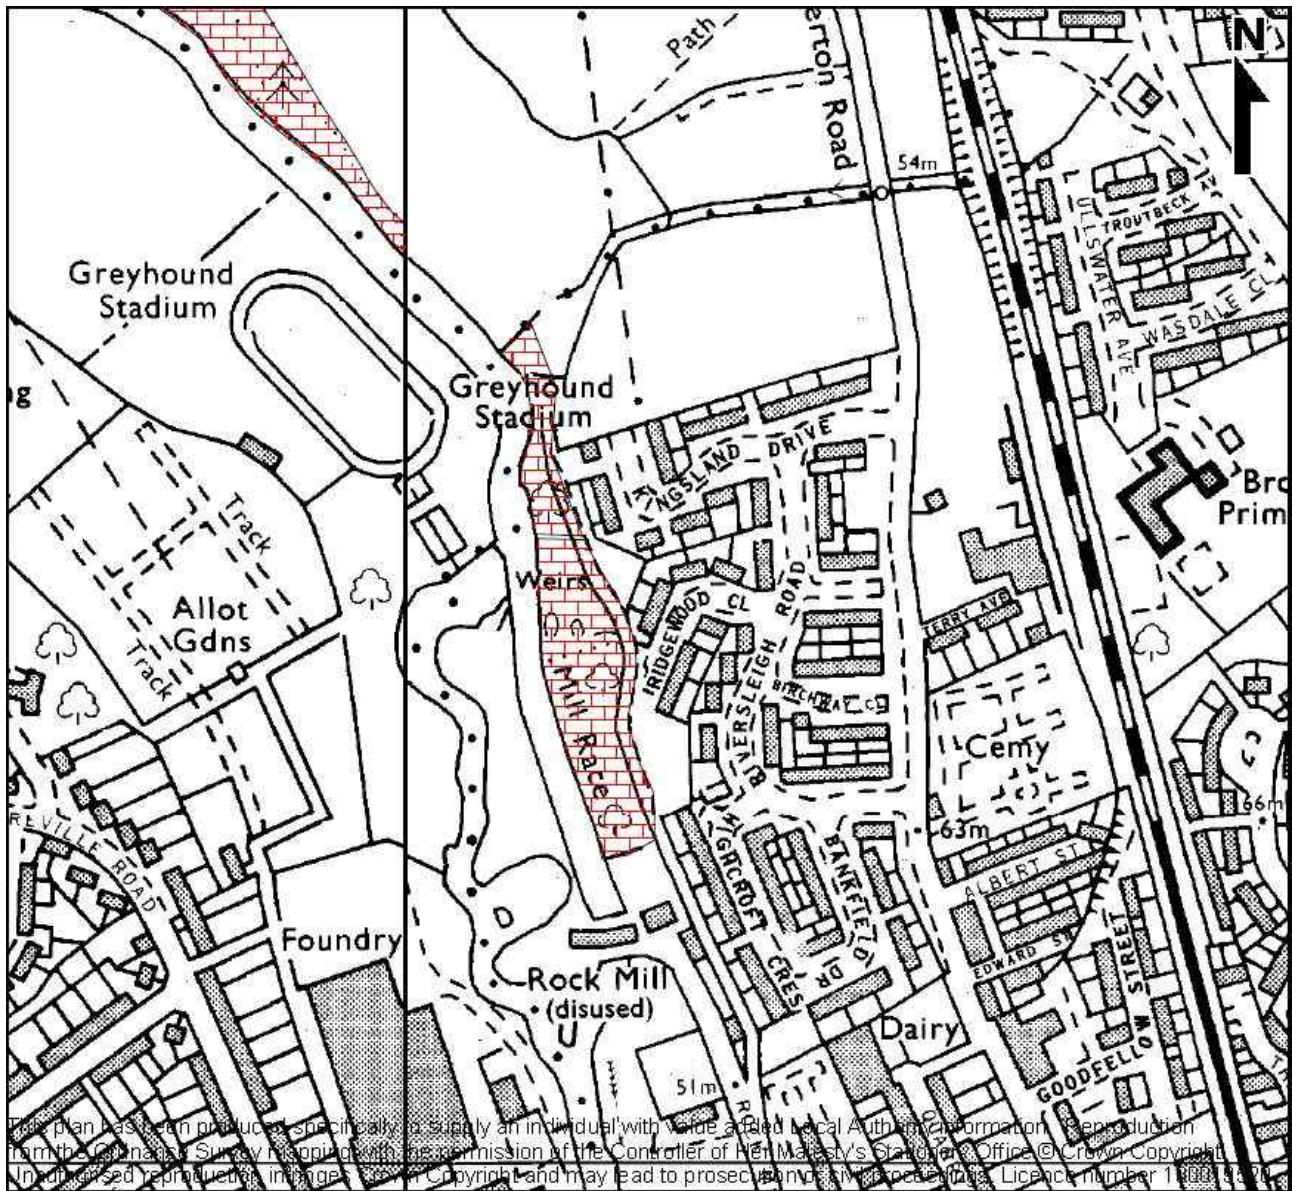 Path
erton Road
N
54m
ULLSWATER AVE
TROUTBECK
WASDALE CL
Greyhound
Stadium
Greyhound
Stadium
KINGSLAND DRIVE
Track
Allot
Gdns
Track
Weirs
Mill Race
RIDGEWOOD CL
RIVERSLEIGH ROAD
BIRCHWAY CL
TERRY AVE
Bro
Prim
Cemy
63m
66m
REVILLE ROAD
HIGHCROFT CRES
BANKFIELD DR
ALBERT ST
EDWARD ST
GOODFELLOW STREET
Foundry
Rock Mill
(disused)
Dairy
51m
This plan has been produced specifically to supply an individual with value added Local Authority information. Reproduction
from the Ordnance Survey mapping with the permission of the Controller of Her Majesty's Stationery Office © Crown Copyright.
Unauthorised reproduction infringes Crown Copyright and may lead to prosecution or civil proceedings. Licence number